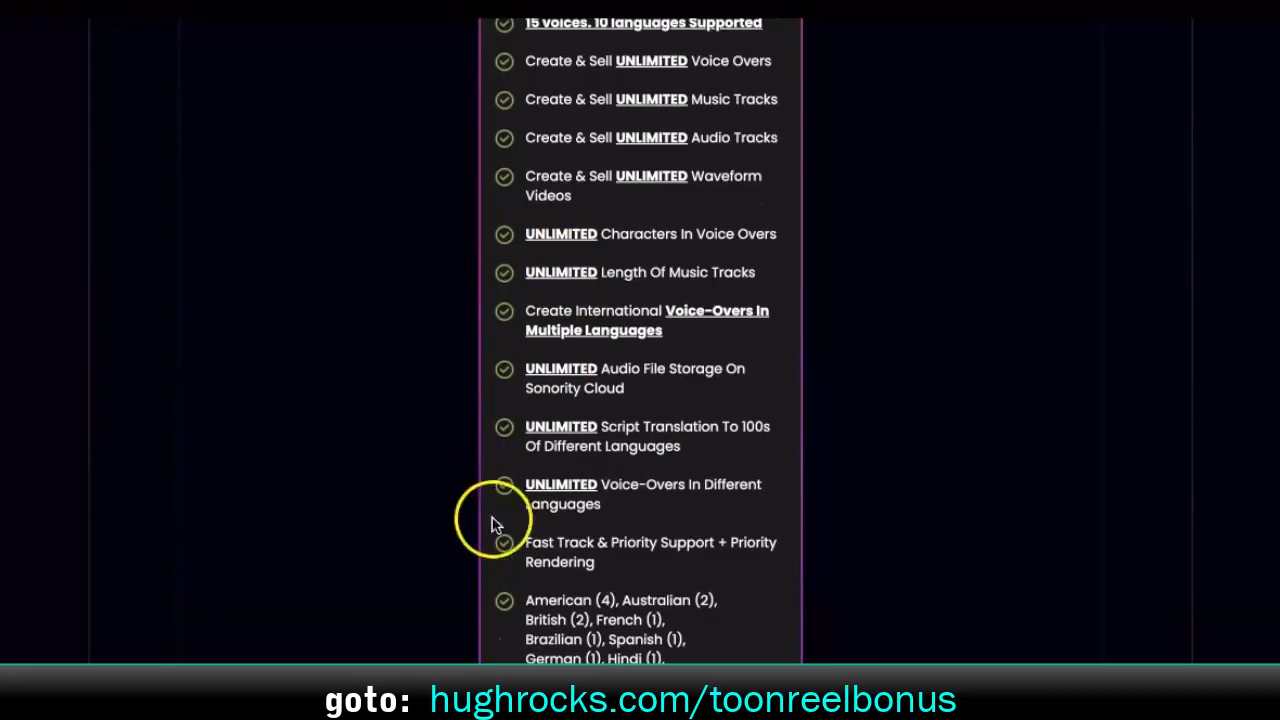 15 voices. 10 languages Supported
Create & Sell UNLIMITED Voice Overs
Create & Sell UNLIMITED Music Tracks
Create & Sell UNLIMITED Audio Tracks
Create & Sell UNLIMITED Waveform
Videos
UNLIMITED Characters In Voice Overs
UNLIMITED Length Of Music Tracks
Create International Voice-Overs In
Multiple Languages
UNLIMITED Audio File Storage On
Sonority Cloud
UNLIMITED Script Translation To 100s
Of Different Languages
UNLIMITED Voice-Overs In Different
Languages
Fast Track & Priority Support + Priority
Rendering
American (4), Australian (2),
British (2), French (1),
Brazilian (1), Spanish (1),
German (1), Hindi (1),
goto: hughrocks.com/toonreelbonus